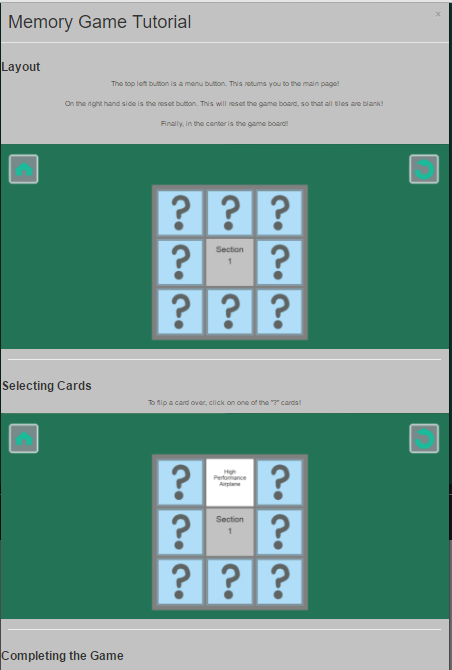 Memory Game Tutorial
×
Layout
The top left button is a menu button. This returns you to the main page!
On the right hand side is the reset button. This will reset the game board, so that all tiles are blank!
Finally, in the center is the game board!
? ? ?
? Section ?
1
? ? ?
Selecting Cards
To flip a card over, click on one of the "?" cards!
? High ?
Performance
Airplane
? Section ?
1
? ? ?
Completing the Game